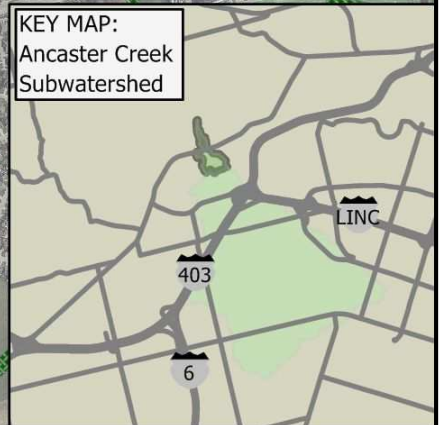 KEY MAP:
Ancaster Creek
Subwatershed
LINC
403
6